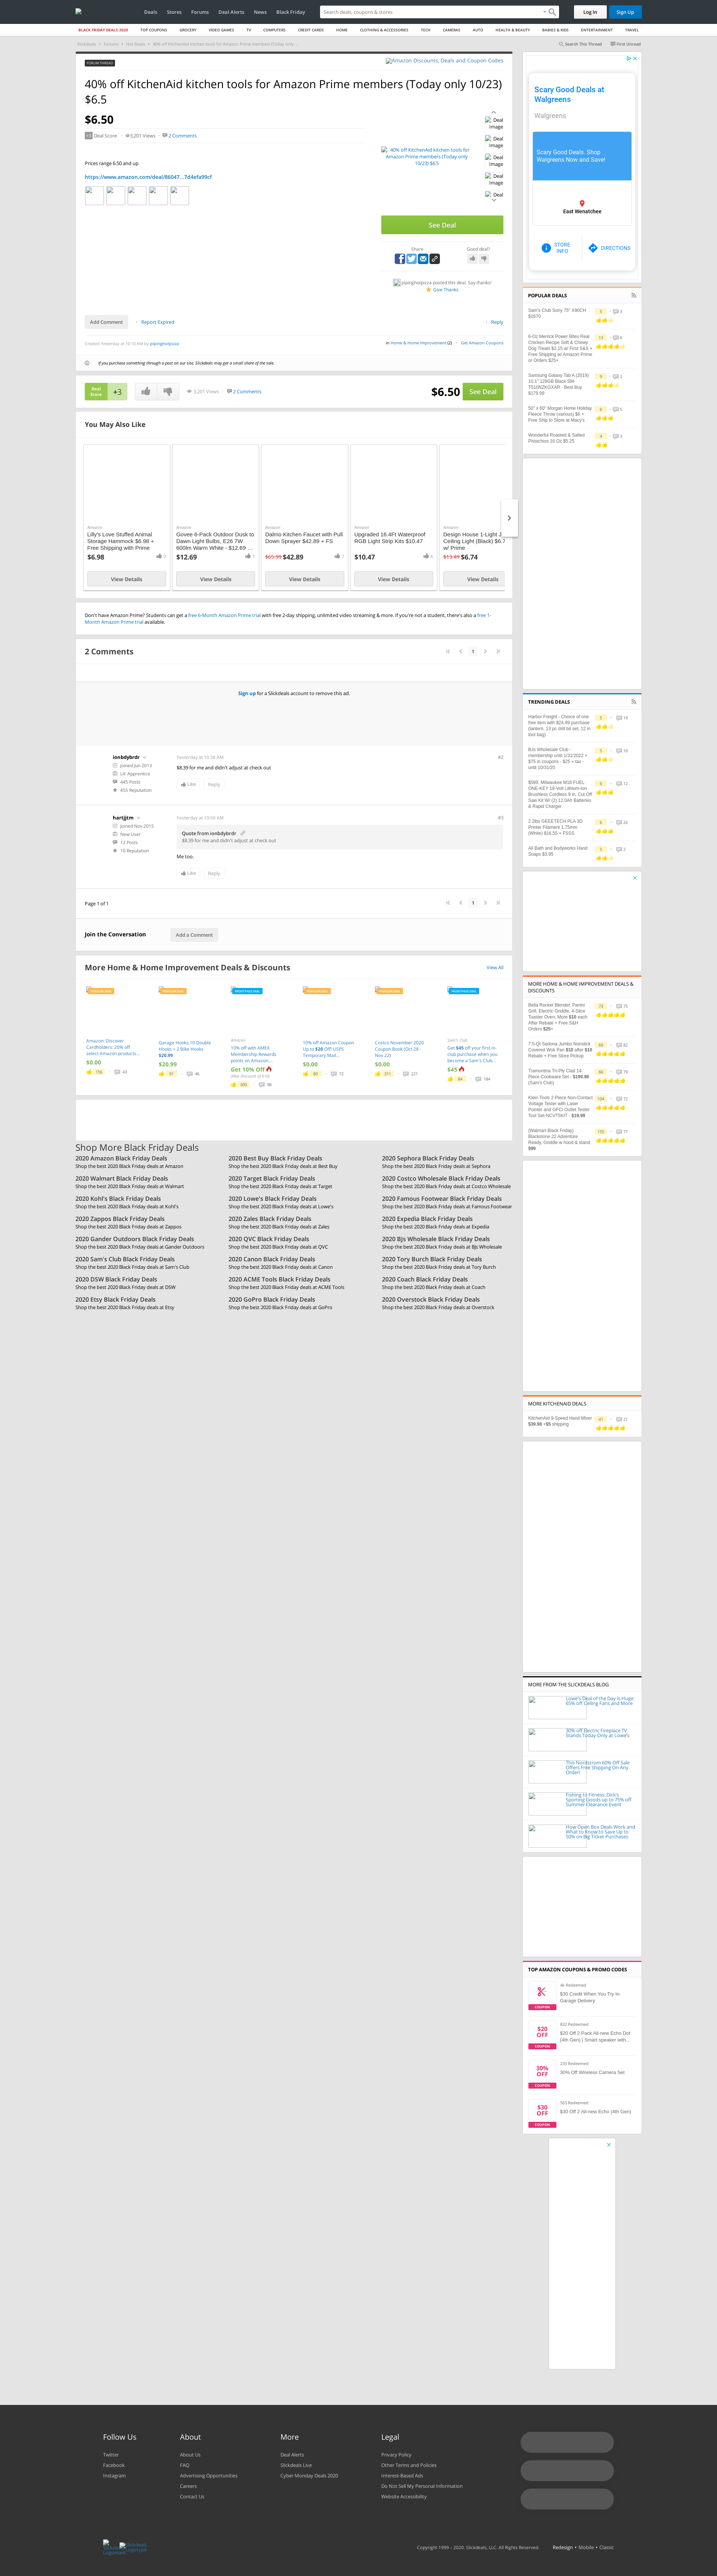 Deals
Stores
Forums
Deal Alerts
News
Black Friday
Search deals, coupons & stores
Log In
Sign Up
BLACK FRIDAY DEALS 2020
TOP COUPONS
GROCERY
VIDEO GAMES
TV
COMPUTERS
CREDIT CARDS
HOME
CLOTHING & ACCESSORIES
TECH
CAMERAS
AUTO
HEALTH & BEAUTY
BABIES & KIDS
ENTERTAINMENT
TRAVEL
Slickdeals > Forums > Hot Deals > 40% off KitchenAid kitchen tools for Amazon Prime members (Today only ...
Search This Thread
First Unread
FORUM THREAD
Amazon Discounts, Deals and Coupon Codes
40% off KitchenAid kitchen tools for Amazon Prime members (Today only 10/23)
$6.5
$6.50
+3 Deal Score
3,201 Views
2 Comments
Prices range 6.50 and up
https://www.amazon.com/deal/86047...7d4efa99cf
40% off KitchenAid kitchen tools for
Amazon Prime members (Today only
10/23) $6.5
Deal Image
Deal Image
Deal Image
Deal Image
Deal
See Deal
Share
Good deal?
jxpinghotpizza posted this deal. Say thanks!
Give Thanks
Add Comment
Report Expired
Reply
Created Yesterday at 10:10 AM by jxpinghotpizza
in Home & Home Improvement (2)
Get Amazon Coupons
If you purchase something through a post on our site, Slickdeals may get a small share of the sale.
Deal Score
+3
3,201 Views
2 Comments
$6.50
See Deal
You May Also Like
Amazon
Lilly's Love Stuffed Animal
Storage Hammock $6.98 +
Free Shipping with Prime
$6.98
0
View Details
Amazon
Govee 6-Pack Outdoor Dusk to
Dawn Light Bulbs, E26 7W
600lm Warm White - $12.69 ...
$12.69
1
View Details
Amazon
Dalmo Kitchen Faucet with Pull
Down Sprayer $42.89 + FS
$65.99 $42.89
7
View Details
Amazon
Upgraded 16.4Ft Waterproof
RGB Light Strip Kits $10.47
$10.47
5
View Details
Amazon
Design House 1-Light
Ceiling Light (Black) $6.7
w/ Prime
$13.49 $6.74
View Details
Don't have Amazon Prime? Students can get a free 6-Month Amazon Prime trial with free 2-day shipping, unlimited video streaming & more. If you're not a student, there's also a free 1-
Month Amazon Prime trial available.
2 Comments
1
Sign up for a Slickdeals account to remove this ad.
ionbdybrdr
Joined Jun 2013
L4: Apprentice
445 Posts
455 Reputation
Yesterday at 10:38 AM
#2
$8.39 for me and didn't adjust at check out
Like
Reply
hartjjtm
Joined Nov 2015
New User
12 Posts
10 Reputation
Yesterday at 10:50 AM
#3
Quote from ionbdybrdr
$8.39 for me and didn't adjust at check out
Me too.
Like
Reply
Page 1 of 1
1
Join the Conversation
Add a Comment
More Home & Home Improvement Deals & Discounts
View All
POPULAR DEAL
Amazon: Discover
Cardholders: 20% off
select Amazon products...
$0.00
156
49
POPULAR DEAL
Garage Hooks,10 Double
Hooks + 2 Bike Hooks
$20.99
$20.99
91
46
FRONTPAGE DEAL
Amazon
10% off with AMEX
Membership Rewards
points on Amazon...
Get 10% Off
(Max Discount of $10)
360
98
POPULAR DEAL
10% off Amazon Coupon
Up to $20 Off! USPS
Temporary Mail...
$0.00
80
72
POPULAR DEAL
Costco November 2020
Coupon Book (Oct 28 -
Nov 22)
$0.00
311
221
FRONTPAGE DEAL
Sam's Club
Get $45 off your first in-
club purchase when you
become a Sam's Club...
$45
84
184
Shop More Black Friday Deals
2020 Amazon Black Friday Deals
Shop the best 2020 Black Friday deals at Amazon
2020 Best Buy Black Friday Deals
Shop the best 2020 Black Friday deals at Best Buy
2020 Sephora Black Friday Deals
Shop the best 2020 Black Friday deals at Sephora
2020 Walmart Black Friday Deals
Shop the best 2020 Black Friday deals at Walmart
2020 Target Black Friday Deals
Shop the best 2020 Black Friday deals at Target
2020 Costco Wholesale Black Friday Deals
Shop the best 2020 Black Friday deals at Costco Wholesale
2020 Kohl's Black Friday Deals
Shop the best 2020 Black Friday deals at Kohl's
2020 Lowe's Black Friday Deals
Shop the best 2020 Black Friday deals at Lowe's
2020 Famous Footwear Black Friday Deals
Shop the best 2020 Black Friday deals at Famous Footwear
2020 Zappos Black Friday Deals
Shop the best 2020 Black Friday deals at Zappos
2020 Zales Black Friday Deals
Shop the best 2020 Black Friday deals at Zales
2020 Expedia Black Friday Deals
Shop the best 2020 Black Friday deals at Expedia
2020 Gander Outdoors Black Friday Deals
Shop the best 2020 Black Friday deals at Gander Outdoors
2020 QVC Black Friday Deals
Shop the best 2020 Black Friday deals at QVC
2020 BJs Wholesale Black Friday Deals
Shop the best 2020 Black Friday deals at BJs Wholesale
2020 Sam's Club Black Friday Deals
Shop the best 2020 Black Friday deals at Sam's Club
2020 Canon Black Friday Deals
Shop the best 2020 Black Friday deals at Canon
2020 Tory Burch Black Friday Deals
Shop the best 2020 Black Friday deals at Tory Burch
2020 DSW Black Friday Deals
Shop the best 2020 Black Friday deals at DSW
2020 ACME Tools Black Friday Deals
Shop the best 2020 Black Friday deals at ACME Tools
2020 Coach Black Friday Deals
Shop the best 2020 Black Friday deals at Coach
2020 Etsy Black Friday Deals
Shop the best 2020 Black Friday deals at Etsy
2020 GoPro Black Friday Deals
Shop the best 2020 Black Friday deals at GoPro
2020 Overstock Black Friday Deals
Shop the best 2020 Black Friday deals at Overstock
Scary Good Deals at
Walgreens
Walgreens
Scary Good Deals. Shop
Walgreens Now and Save!
East Wenatchee
STORE INFO
DIRECTIONS
POPULAR DEALS
Sam's Club Sony 75" X90CH
$1670
6-Oz Merrick Power Bites Real
Chicken Recipe Soft & Chewy
Dog Treats $2.15 w/ First S&S +
Free Shipping w/ Amazon Prime
or Orders $25+
Samsung Galaxy Tab A (2019)
10.1" 128GB Black SM-
T510NZKGXAR - Best Buy
$179.99
50" x 60" Morgan Home Holiday
Fleece Throw (various) $6 +
Free Ship to Store at Macy's
Wonderful Roasted & Salted
Pistachios 16 Oz $5.25
TRENDING DEALS
Harbor Freight - Choice of one
free item with $24.99 purchase
(lantern, 13 pc drill bit set, 12 in
tool bag)
BJs Wholesale Club -
membership until 1/31/2022 +
$75 in coupons - $25 + tax -
until 10/31/20
$599. Milwaukee M18 FUEL
ONE-KEY 18-Volt Lithium-Ion
Brushless Cordless 9 in. Cut Off
Saw Kit W/ (2) 12.0Ah Batteries
& Rapid Charger
2.2lbs GEEETECH PLA 3D
Printer Filament 1.75mm
(White) $16.55 + FSSS
All Bath and Bodyworks Hand
Soaps $3.95
MORE HOME & HOME IMPROVEMENT DEALS &
DISCOUNTS
Bella Rocket Blender, Panini
Grill, Electric Griddle, 4-Slice
Toaster Oven, More $10 each
After Rebate + Free S&H
Orders $25+
7.5-Qt Sedona Jumbo Nonstick
Covered Wok Pan $10 after $10
Rebate + Free Store Pickup
Tramontina Tri-Ply Clad 14-
Piece Cookware Set - $199.98
(Sam's Club)
Klein Tools 2-Piece Non-Contact
Voltage Tester with Laser
Pointer and GFCI Outlet Tester
Tool Set-NCVT5KIT - $19.99
(Walmart Black Friday)
Blackstone 22 Adventure
Ready, Griddle w hood & stand.
$99
MORE KITCHENAID DEALS
KitchenAid 9-Speed Hand Mixer
$39.98 +$5 shipping
41
21
MORE FROM THE SLICKDEALS BLOG
Lowe's Deal of the Day is Huge:
65% off Ceiling Fans and More
30% off Electric Fireplace TV
Stands Today Only at Lowe's
This Nordstrom 60% Off Sale
Offers Free Shipping On Any
Order!
Fishing to Fitness: Dick's
Sporting Goods up to 75% off
Summer Clearance Event
How Open Box Deals Work and
What to Know to Save Up to
50% on Big Ticket Purchases
TOP AMAZON COUPONS & PROMO CODES
COUPON
4k Redeemed
$30 Credit When You Try In-
Garage Delivery
$20 OFF
COUPON
832 Redeemed
$20 Off 2 Pack All-new Echo Dot
(4th Gen) | Smart speaker with...
30% OFF
COUPON
233 Redeemed
30% Off Wireless Camera Set
$30 OFF
COUPON
563 Redeemed
$30 Off 2 All-new Echo (4th Gen)
Follow Us
Twitter
Facebook
Instagram
About
About Us
FAQ
Advertising Opportunities
Careers
Contact Us
More
Deal Alerts
Slickdeals Live
Cyber Monday Deals 2020
Legal
Privacy Policy
Other Terms and Policies
Interest-Based Ads
Do Not Sell My Personal Information
Website Accessibility
Copyright 1999 - 2020. Slickdeals, LLC. All Rights Reserved.
Redesign • Mobile • Classic